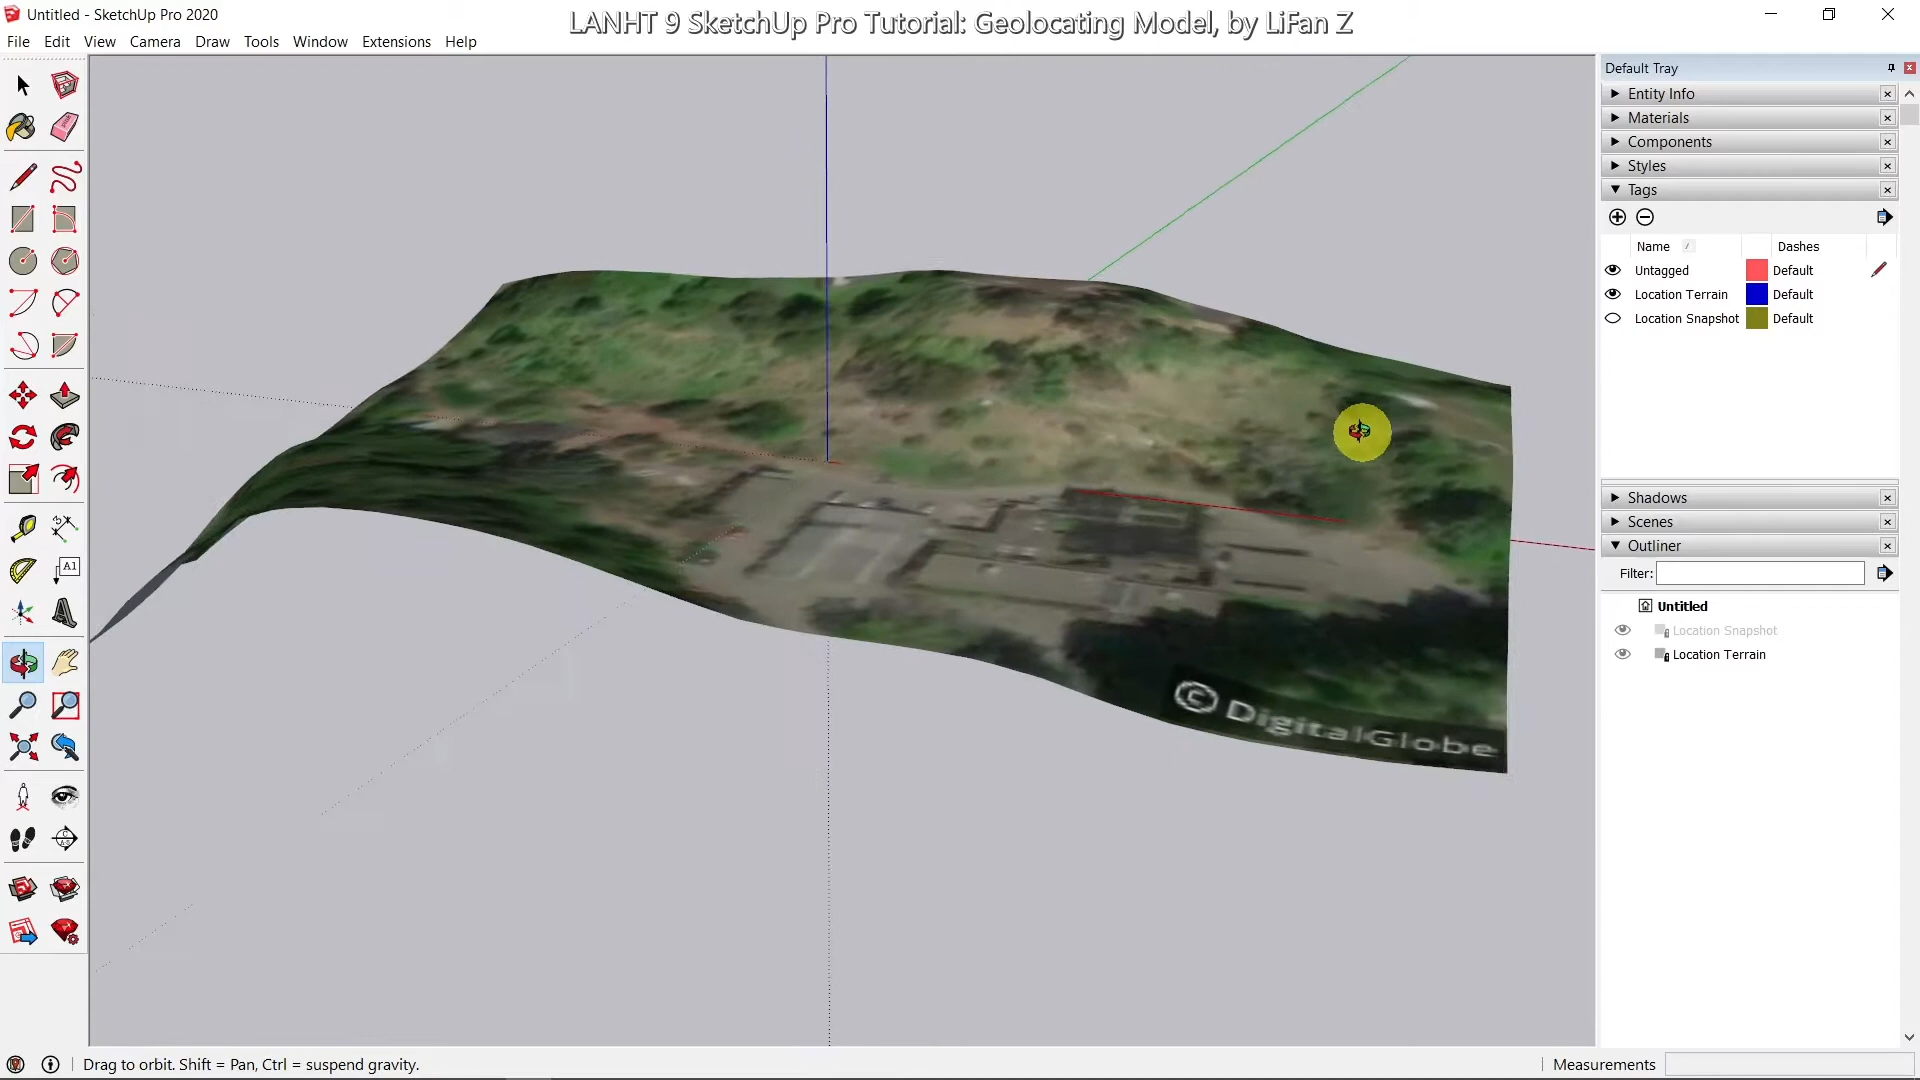 Untitled - SketchUp Pro 2020
LANHT 9 SketchUp Pro Tutorial: Geolocating Model, by LiFan Z
File Edit View Camera Draw Tools Window Extensions Help
Default Tray
Entity Info
Materials
Components
Styles
Tags
Name Dashes
Untagged Default
Location Terrain Default
Location Snapshot Default
Shadows
Scenes
Outliner
Filter:
Untitled
Location Snapshot
Location Terrain
A1
© DigitalGlobe
Drag to orbit. Shift = Pan, Ctrl = suspend gravity.
Measurements